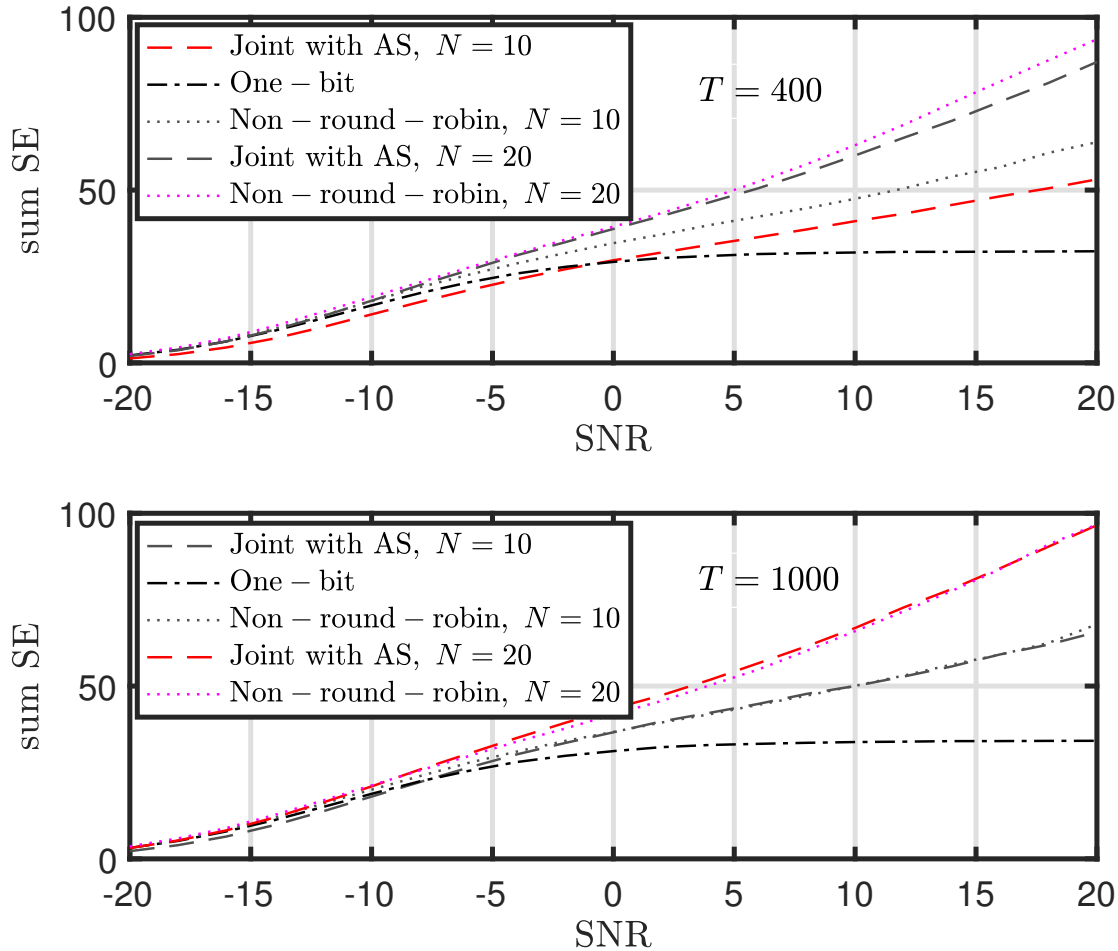 100
50
0
sum SE
Joint with AS, N = 10
One − bit
Non − round − robin, N = 10
Joint with AS, N = 20
Non − round − robin, N = 20
T = 400
-20 -15 -10 -5 0 5 10 15 20
SNR
100
50
0
sum SE
Joint with AS, N = 10
One − bit
Non − round − robin, N = 10
Joint with AS, N = 20
Non − round − robin, N = 20
T = 1000
-20 -15 -10 -5 0 5 10 15 20
SNR